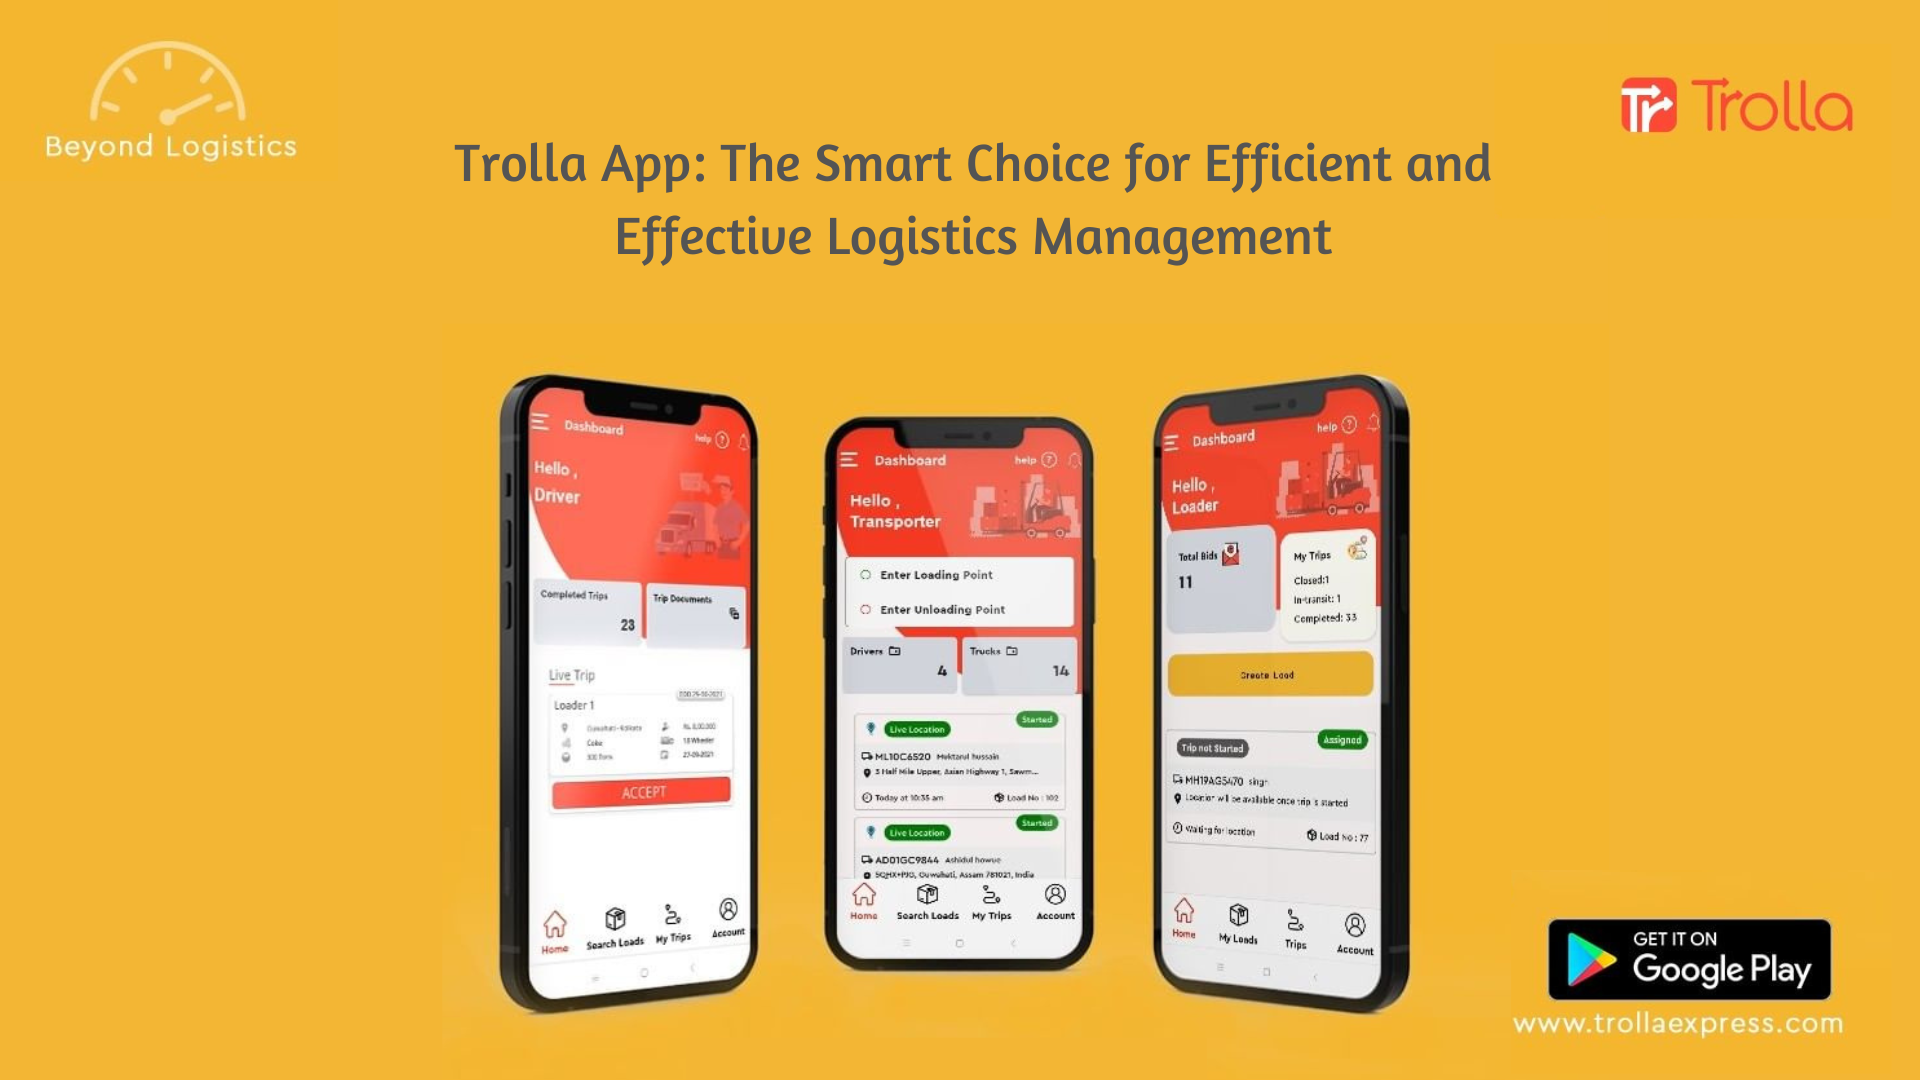 Beyond Logistics
Trolla
Trolla App: The Smart Choice for Efficient and
Effective Logistics Management
Dashboard
help ?
Hello ,
Driver
Completed Trips
23
Trip Documents
Live Trip
Loader 1
Coke
27-09-2021
ACCEPT
Home
Search Loads
My Trips
Account
Dashboard
help ?
Hello ,
Transporter
Enter Loading Point
Enter Unloading Point
Drivers
4
Trucks
14
Live Location
Started
ML10C6520 Moktarul hussain
3 Half Mile Upper, Asian Highway 1, Sawm...
Today at 10:35 am
Load No : 102
Live Location
Started
AD01GC9844 Ashidul howue
Guwahati, Assam 781021, India
Home
Search Loads
My Trips
Account
Dashboard
help ?
Hello ,
Loader
Total Bids
11
My Trips
Closed:1
In-transit: 1
Completed: 33
Create Load
Trip not Started
Assigned
MH19AG5470 singh
Location will be available once trip is started
Waiting for location
Load No : 77
Home
My Loads
Trips
Account
GET IT ON
Google Play
www.trollaexpress.com